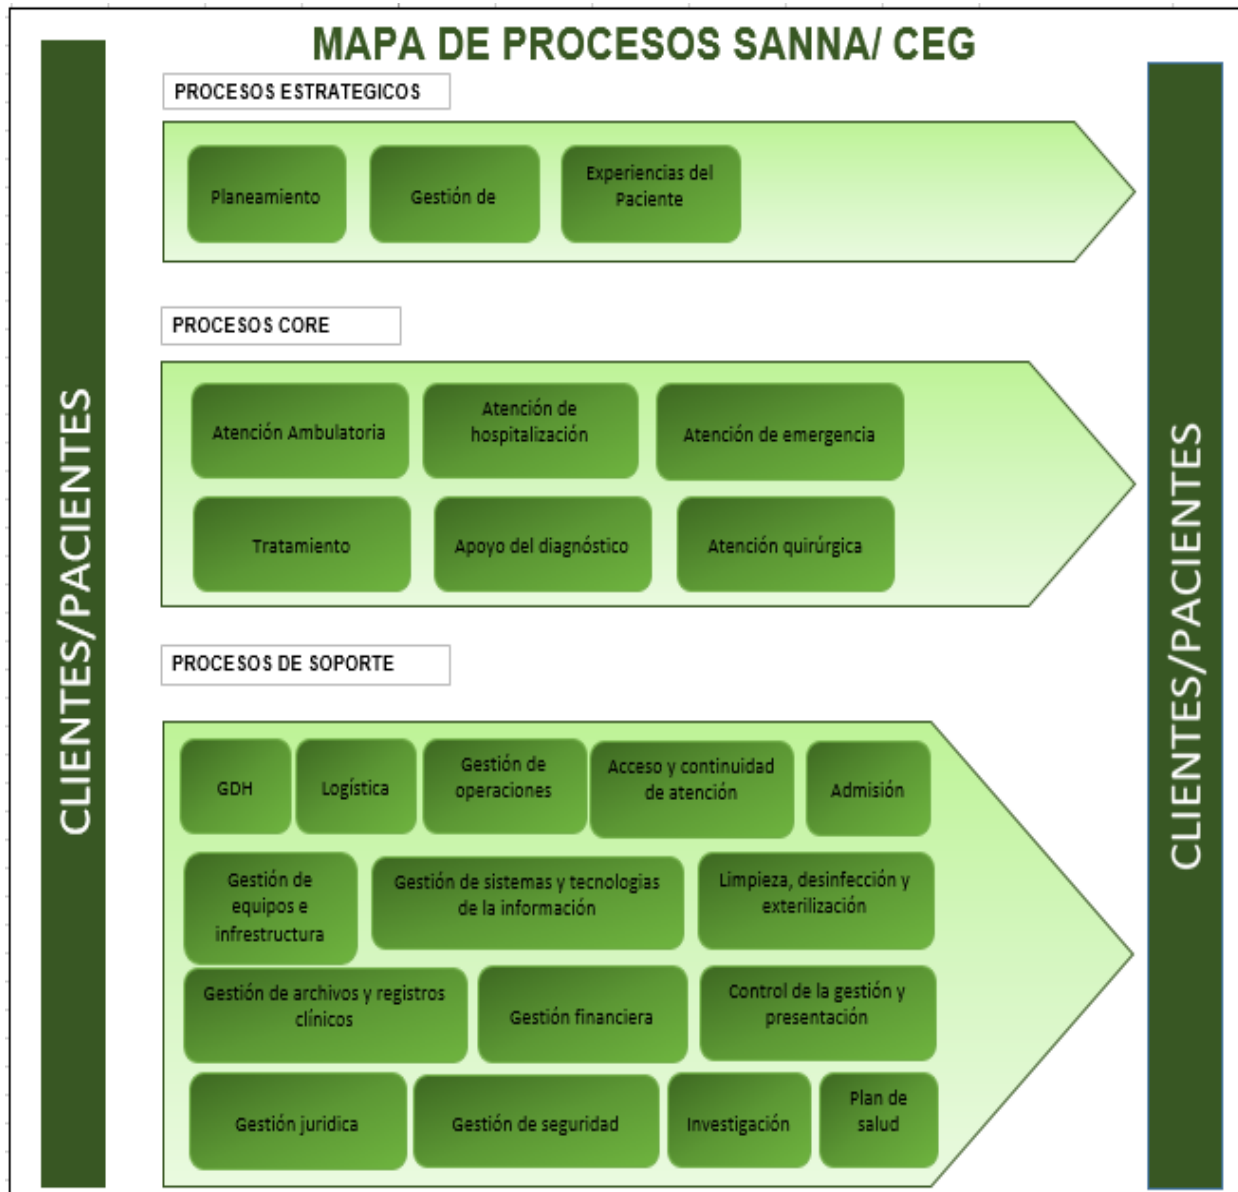 MAPA DE PROCESOS SANNA/ CEG
CLIENTES/PACIENTES
PROCESOS ESTRATEGICOS
Planeamiento
Gestión de
Experiencias del
Paciente
PROCESOS CORE
Atención Ambulatoria
Atención de
hospitalización
Atención de emergencia
Tratamiento
Apoyo del diagnóstico
Atención quirúrgica
PROCESOS DE SOPORTE
GDH
Logística
Gestión de
operaciones
Acceso y continuidad
de atención
Admisión
Gestión de
equipos e
infrestructura
Gestión de sistemas y tecnologias
de la información
Limpieza, desinfección y
exterilización
Gestión de archivos y registros
clínicos
Gestión financiera
Control de la gestión y
presentación
Gestión juridica
Gestión de seguridad
Investigación
Plan de
salud
CLIENTES/PACIENTES